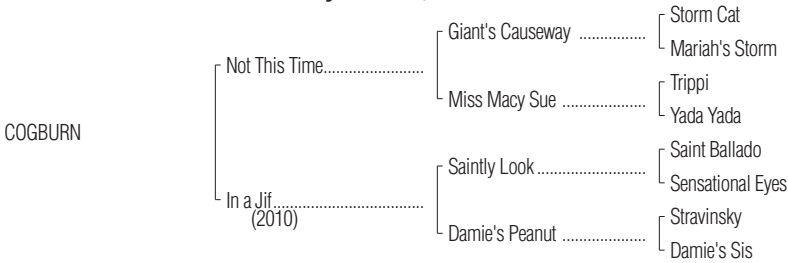 Storm Cat
Giant's Causeway ................
Mariah's Storm
Not This Time........................
Trippi
Miss Macy Sue ....................
Yada Yada
COGBURN
Saint Ballado
Saintly Look..........................
Sensational Eyes
In a Jif....................................
(2010)
Stravinsky
Damie's Peanut ....................
Damie's Sis